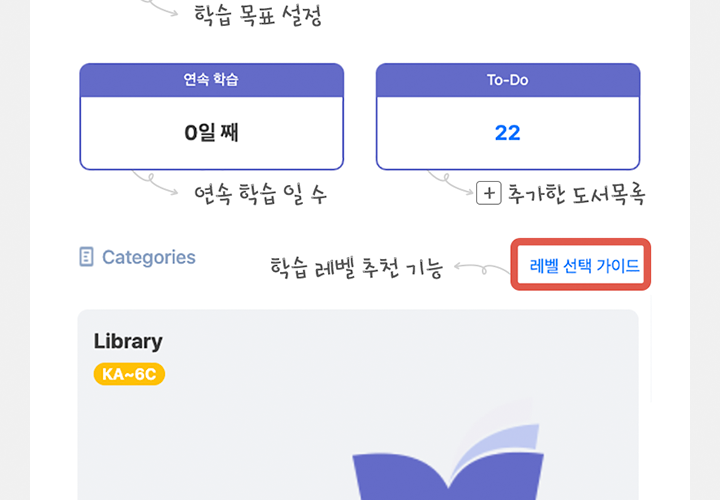 학습 목표 설정
연속 학습
To-Do
0일 째
22
연속 학습 일 수
+ 추가한 도서목록
Categories
학습 레벨 추천 기능
레벨 선택 가이드
Library
KA~6C